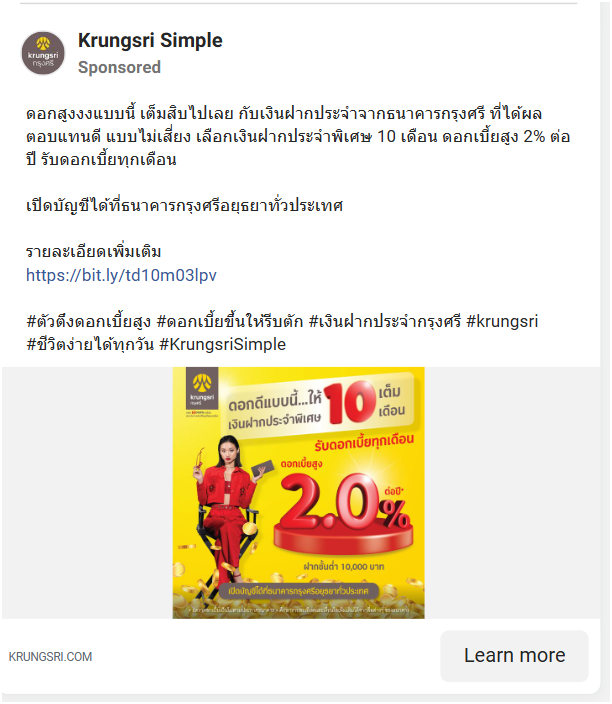 Krungsri Simple
Sponsored
krungsri
กรุงศรี
ดอกสูงงงแบบนี้ เต็มสิบไปเลย กับเงินฝากประจำจากธนาคารกรุงศรี ที่ได้ผล
ตอบแทนดี แบบไม่เสี่ยง เลือกเงินฝากประจำพิเศษ 10 เดือน ดอกเบี้ยสูง 2% ต่อ
ปี รับดอกเบี้ยทุกเดือน
เปิดบัญชีได้ที่ธนาคารกรุงศรีอยุธยาทั่วประเทศ
รายละเอียดเพิ่มเติม
https://bit.ly/td10m03lpv
#ตัวตึงดอกเบี้ยสูง #ดอกเบี้ยขึ้นให้รีบตัก #เงินฝากประจำกรุงศรี #krungsri
#ชีวิตง่ายได้ทุกวัน #KrungsriSimple
krungsri
กรุงศรี
ดอกดีแบบนี้...ให้ 10 เต็ม
เงินฝากประจำพิเศษ เดือน
รับดอกเบี้ยทุกเดือน
ดอกเบี้ยสูง
2.0% ต่อปี*
ฝากขั้นต่ำ 10,000 บาท
เปิดบัญชีได้ที่ธนาคารกรุงศรีอยุธยาทั่วประเทศ
KRUNGSRI.COM
Learn more